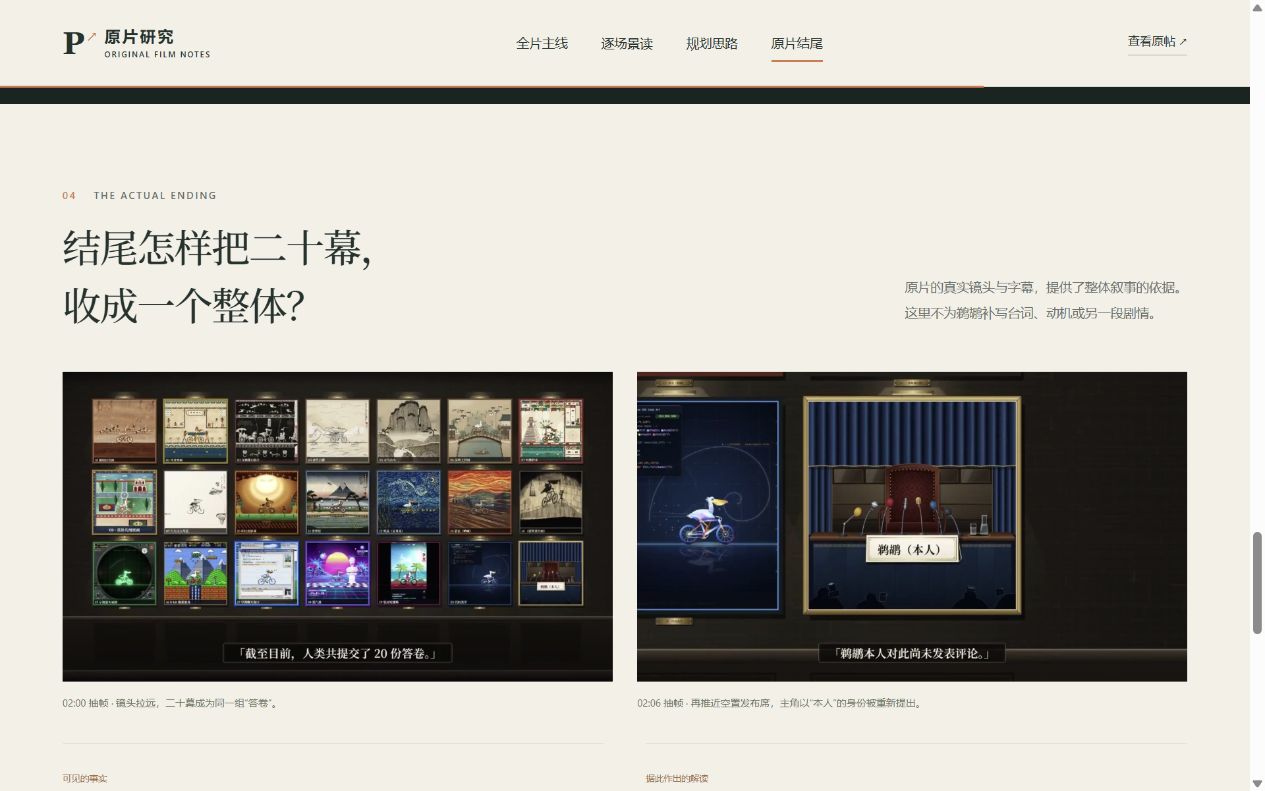 P↗ 原片研究
ORIGINAL FILM NOTES
全片主线
逐场景读
规划思路
原片结尾
查看原帖 ↗
04 THE ACTUAL ENDING
结尾怎样把二十幕，
收成一个整体？
原片的真实镜头与字幕，提供了整体叙事的依据。
这里不为鹈鹕补写台词、动机或另一段剧情。
「截至目前，人类共提交了 20 份答卷。」
鹈鹕（本人）
鹈鹕（本人）
「鹈鹕本人对此尚未发表评论。」
02:00 抽帧 · 镜头拉远，二十幕成为同一组“答卷”。
02:06 抽帧 · 再推近空置发布席，主角以“本人”的身份被重新提出。
可见的事实
据此作出的解读